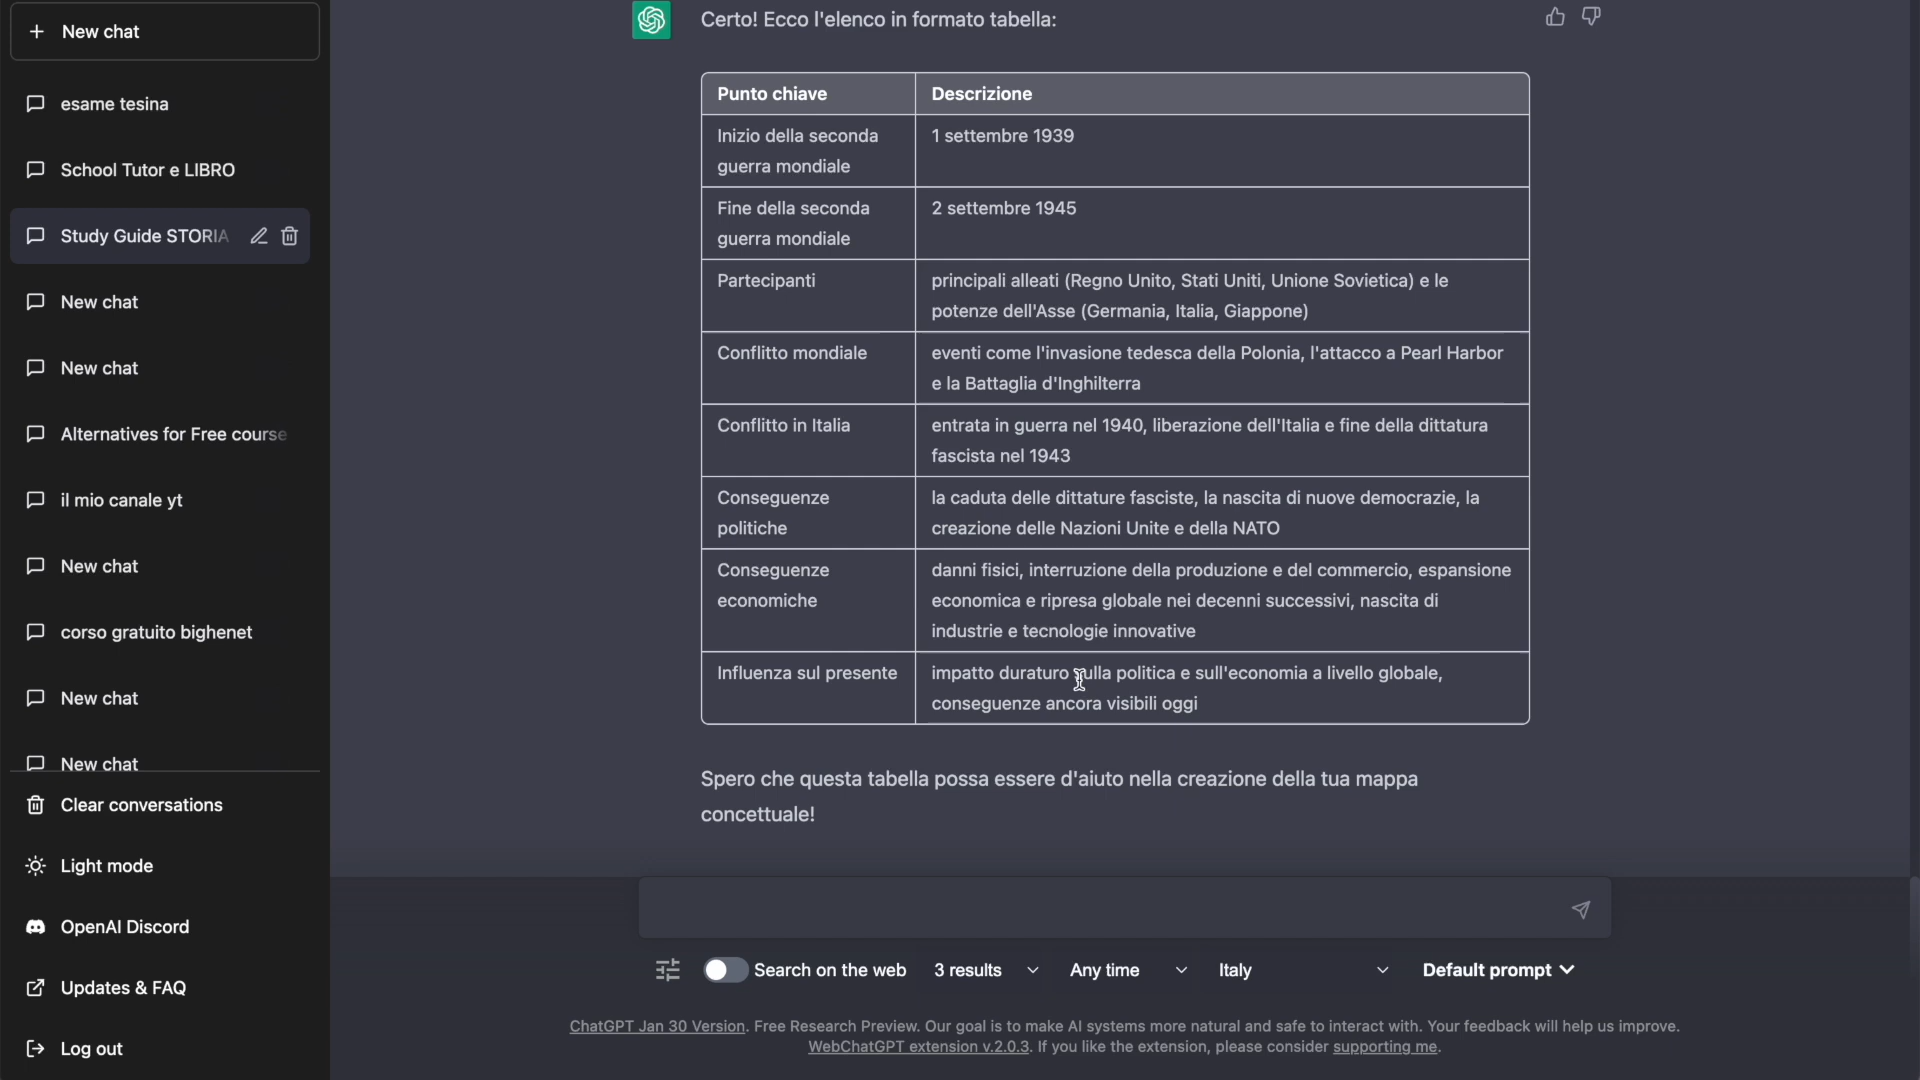 New chat
esame tesina
School Tutor e LIBRO
Study Guide STORIA
New chat
New chat
Alternatives for Free course
il mio canale yt
New chat
corso gratuito bighenet
New chat
New chat
Clear conversations
Light mode
OpenAI Discord
Updates & FAQ
Log out
Certo! Ecco l'elenco in formato tabella:
Punto chiave
Descrizione
Inizio della seconda
guerra mondiale
1 settembre 1939
Fine della seconda
guerra mondiale
2 settembre 1945
Partecipanti
principali alleati (Regno Unito, Stati Uniti, Unione Sovietica) e le
potenze dell'Asse (Germania, Italia, Giappone)
Conflitto mondiale
eventi come l'invasione tedesca della Polonia, l'attacco a Pearl Harbor
e la Battaglia d'Inghilterra
Conflitto in Italia
entrata in guerra nel 1940, liberazione dell'Italia e fine della dittatura
fascista nel 1943
Conseguenze
politiche
la caduta delle dittature fasciste, la nascita di nuove democrazie, la
creazione delle Nazioni Unite e della NATO
Conseguenze
economiche
danni fisici, interruzione della produzione e del commercio, espansione
economica e ripresa globale nei decenni successivi, nascita di
industrie e tecnologie innovative
Influenza sul presente
impatto duraturo sulla politica e sull'economia a livello globale,
conseguenze ancora visibili oggi
Spero che questa tabella possa essere d'aiuto nella creazione della tua mappa
concettuale!
Search on the web
3 results
Any time
Italy
Default prompt
ChatGPT Jan 30 Version. Free Research Preview. Our goal is to make AI systems more natural and safe to interact with. Your feedback will help us improve.
WebChatGPT extension v.2.0.3. If you like the extension, please consider supporting me.